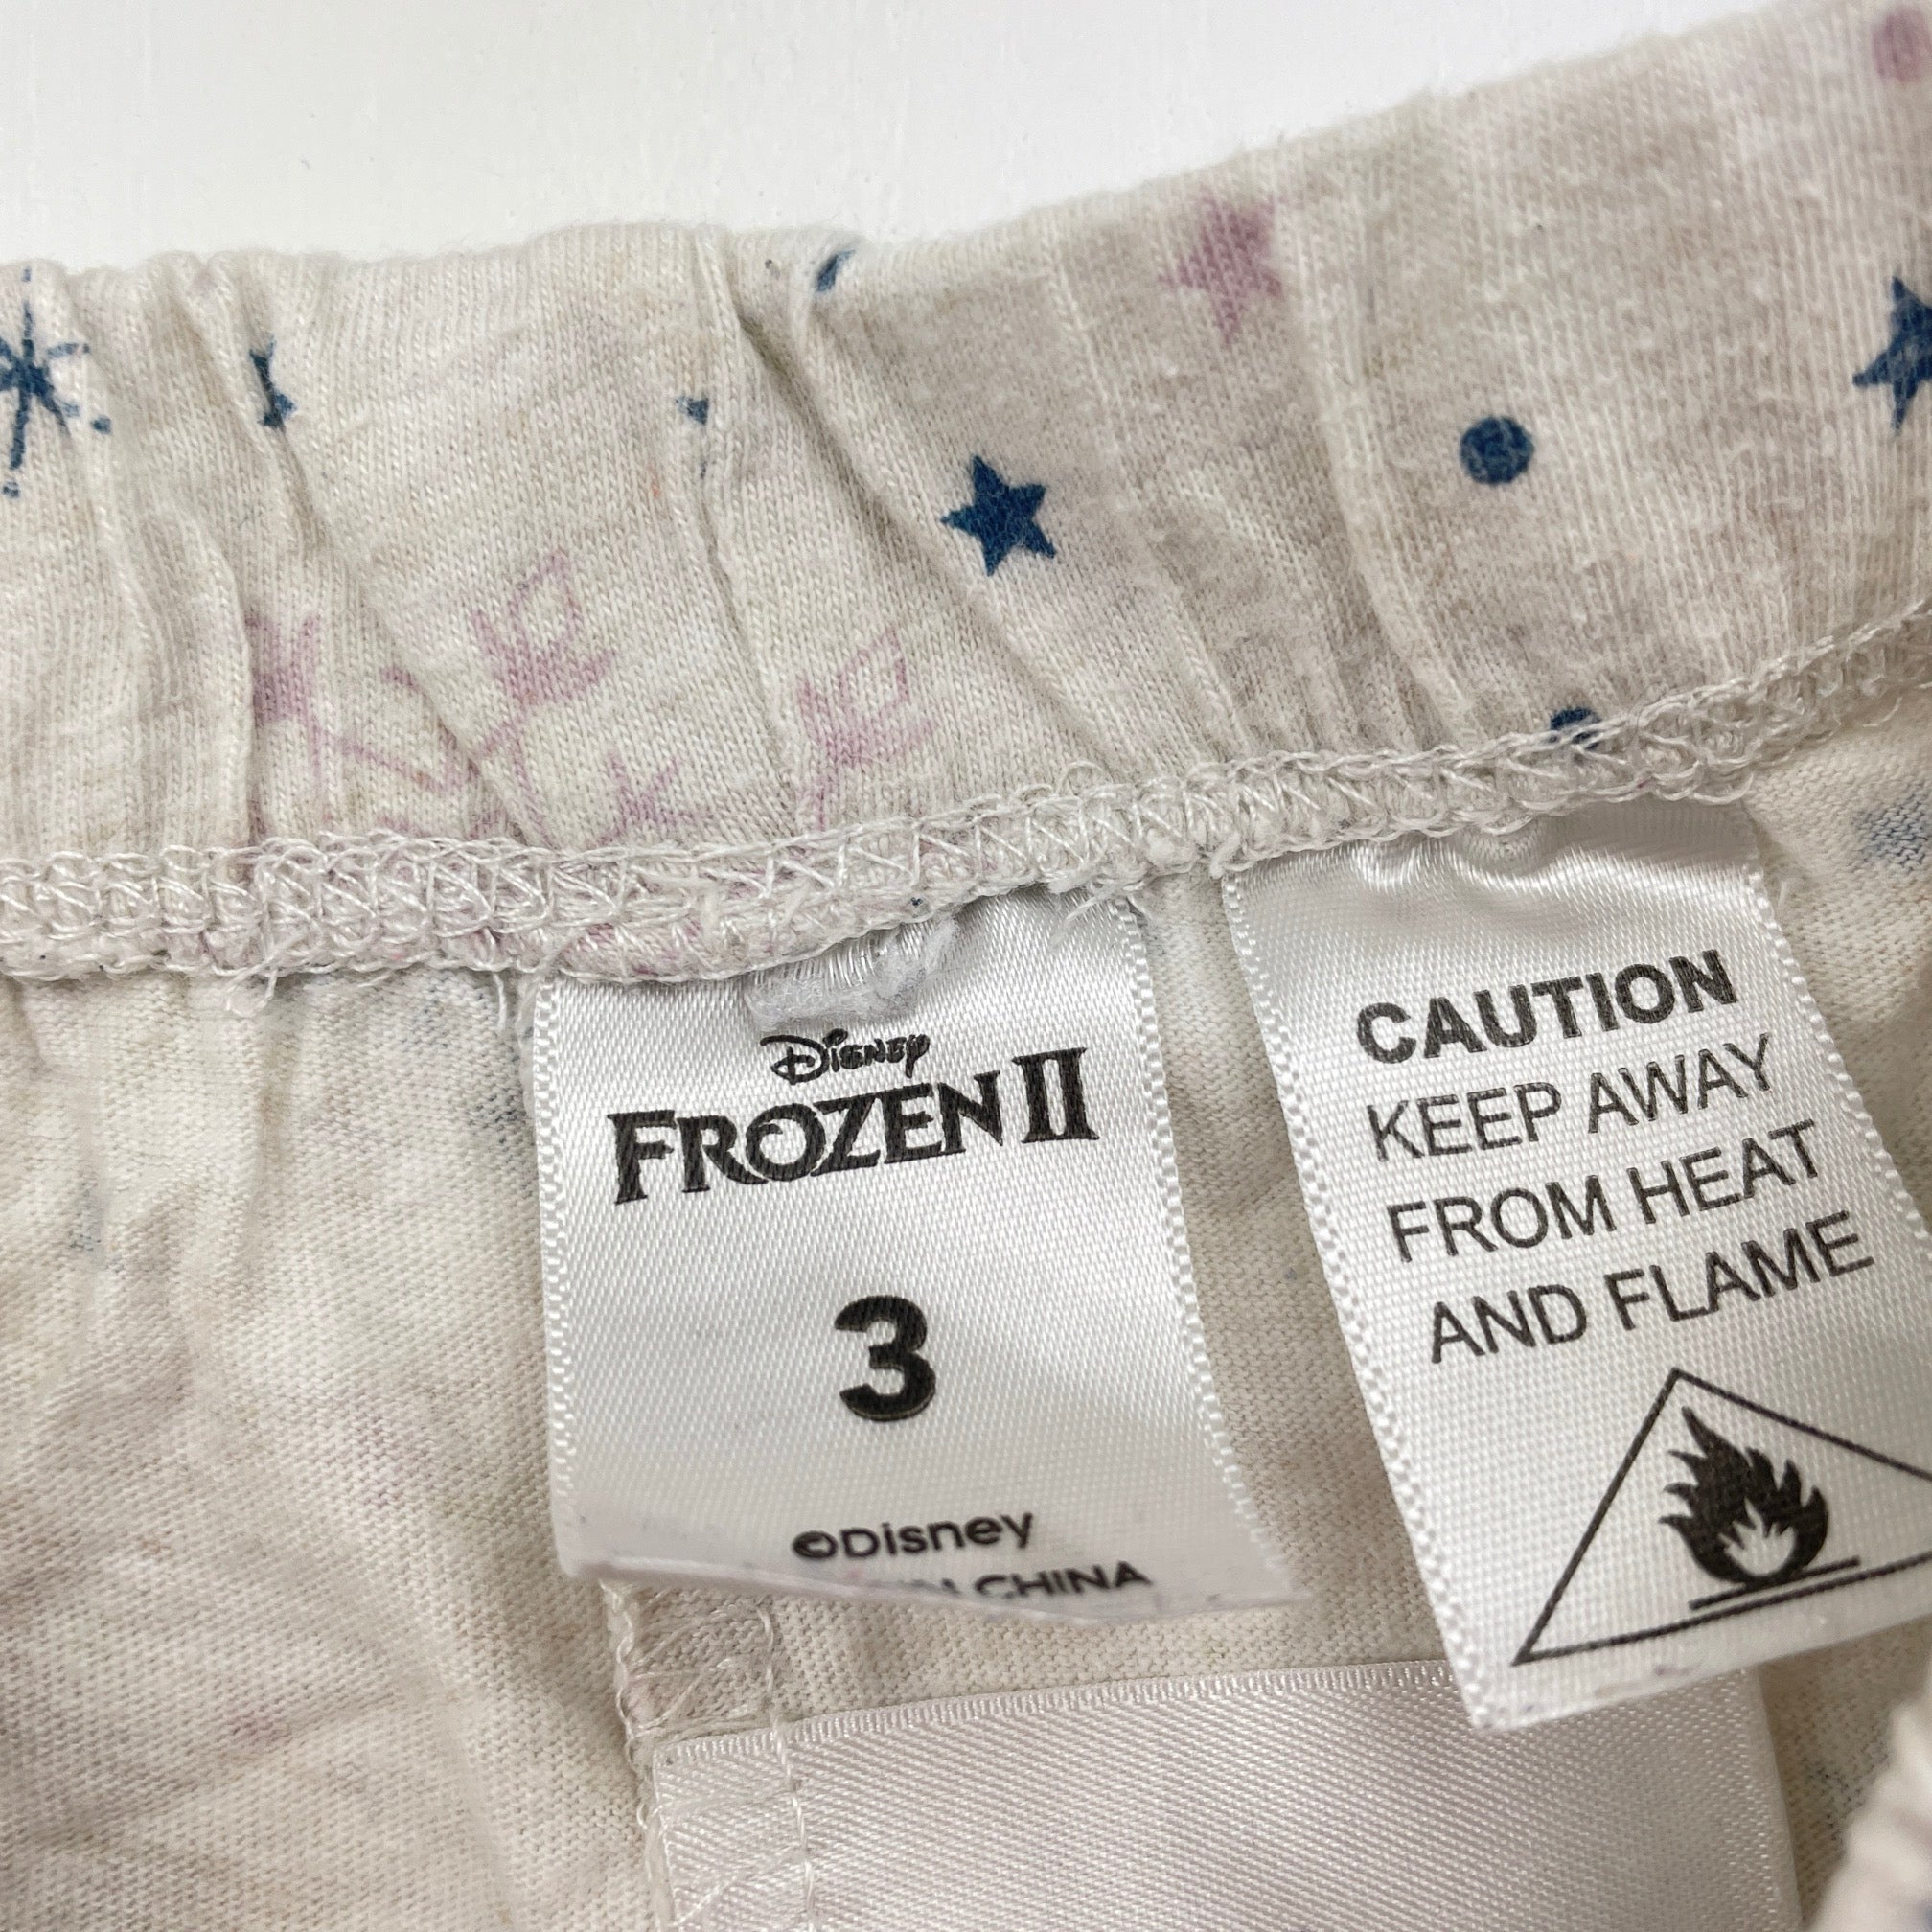 Disney
FROZEN II
3
©Disney
CHINA
CAUTION
KEEP AWAY
FROM HEAT
AND FLAME